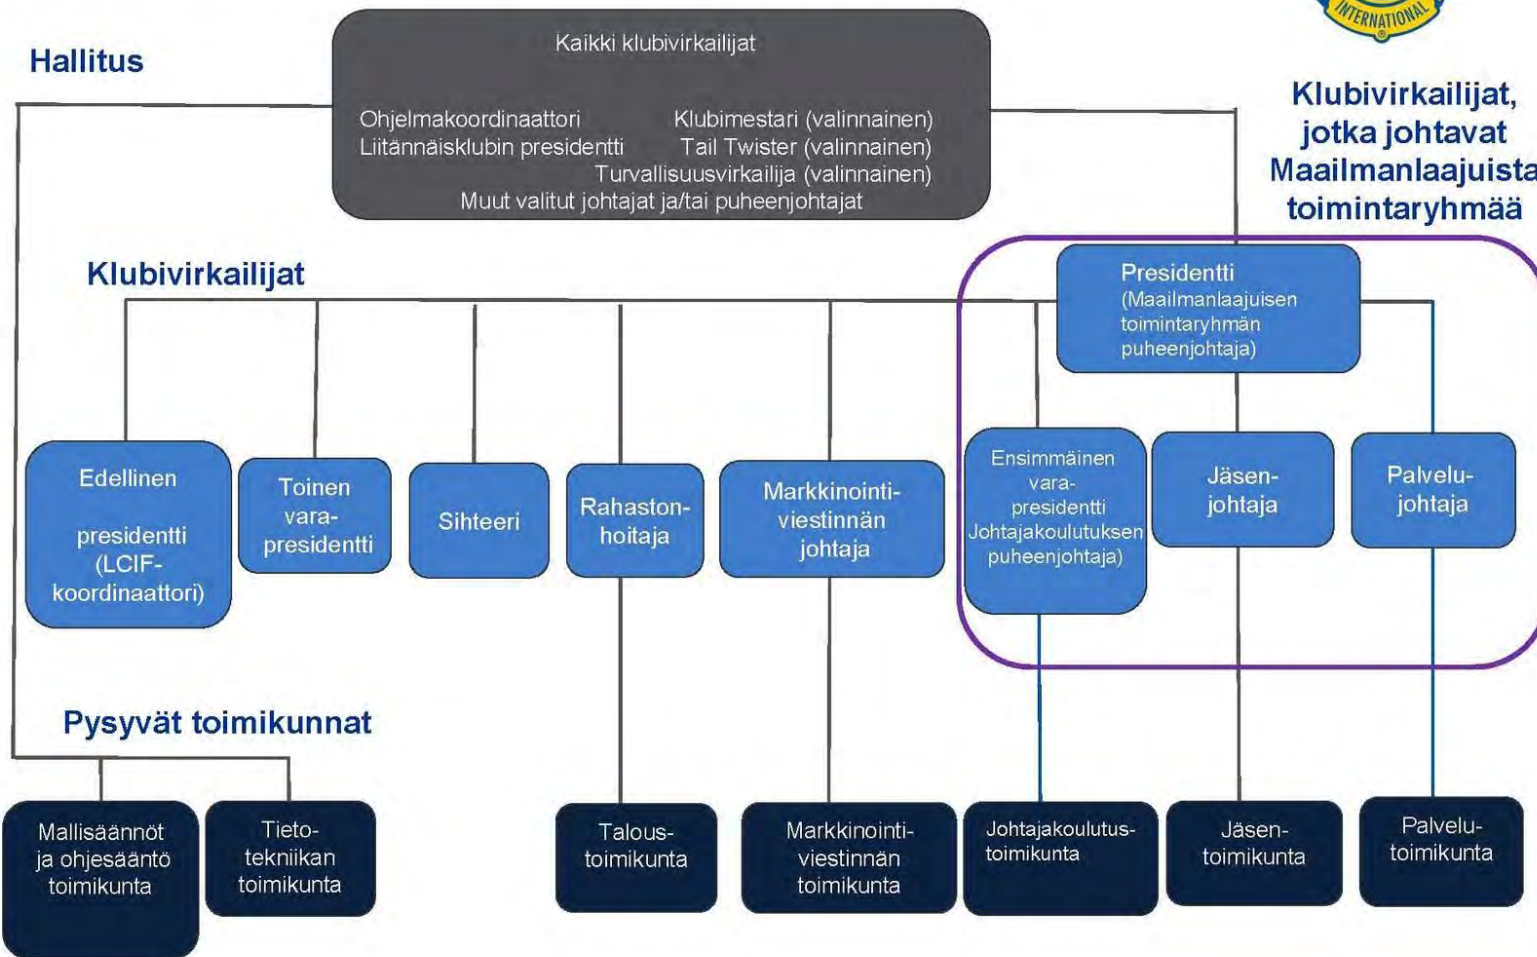 INTERNATIONAL
Hallitus
Kaikki klubivirkailijat
Ohjelmakoordinaattori
Klubimestari (valinnainen)
Liitännäisklubin presidentti
Tail Twister (valinnainen)
Turvallisuusvirkailija (valinnainen)
Muut valitut johtajat ja/tai puheenjohtajat
Klubivirkailijat,
jotka johtavat
Maailmanlaajuista
toimintaryhmää
Klubivirkailijat
Presidentti
(Maailmanlaajuisen
toimintaryhmän
puheenjohtaja)
Edellinen
presidentti
(LCIF-
koordinaattori)
Toinen
vara-
presidentti
Sihteeri
Rahaston-
hoitaja
Markkinointi-
viestinnän
johtaja
Ensimmäinen
vara-
presidentti
Johtajakoulutuksen
puheenjohtaja)
Jäsen-
johtaja
Palvelu-
johtaja
Pysyvät toimikunnat
Mallisäännöt
ja ohjesääntö
toimikunta
Tieto-
tekniikan
toimikunta
Talous-
toimikunta
Markkinointi-
viestinnän
toimikunta
Johtajakoulutus-
toimikunta
Jäsen-
toimikunta
Palvelu-
toimikunta